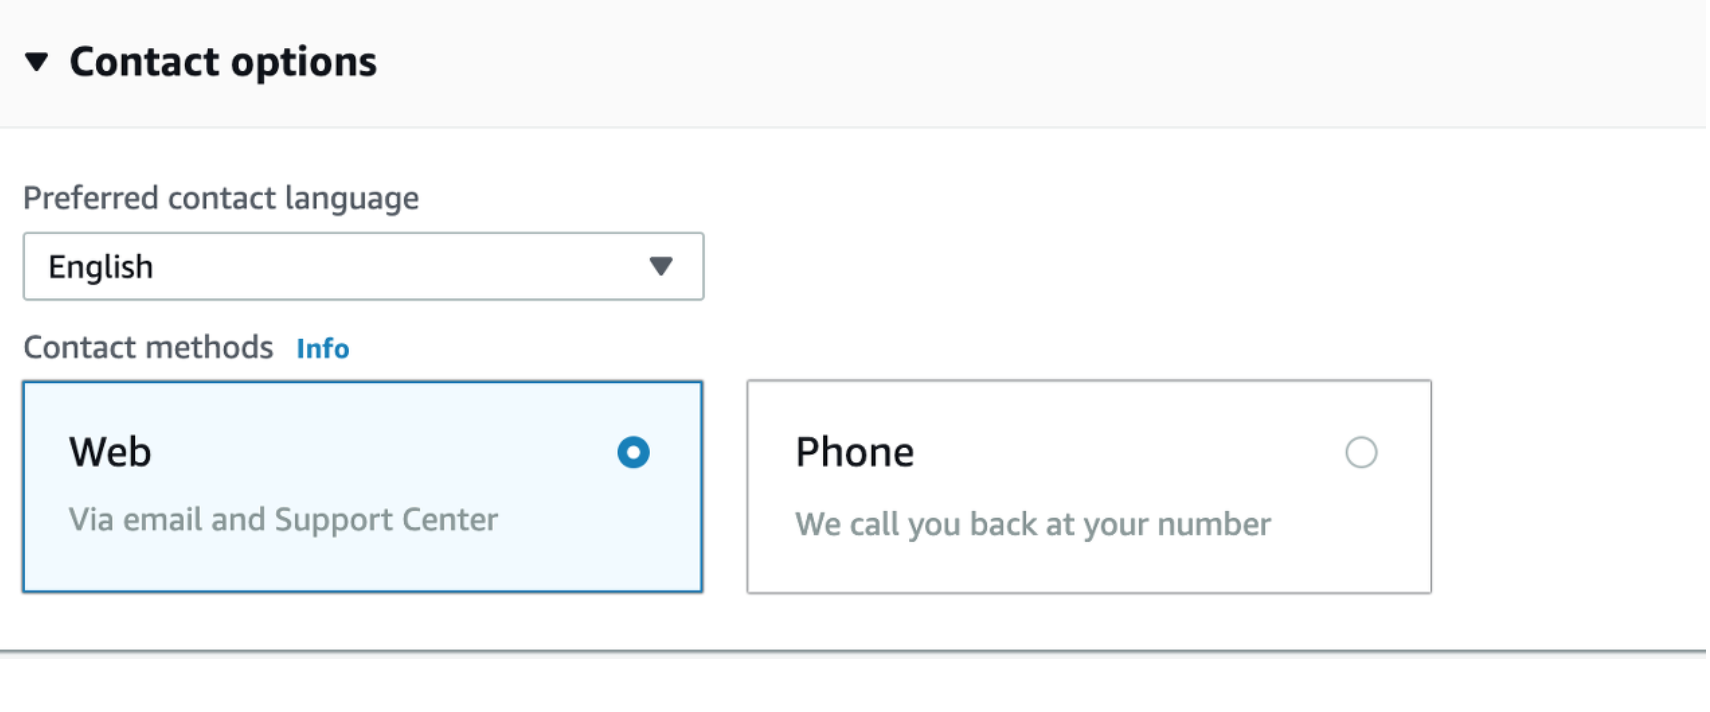 Contact options
Preferred contact language
English
Contact methods Info
Web
Via email and Support Center
Phone
We call you back at your number